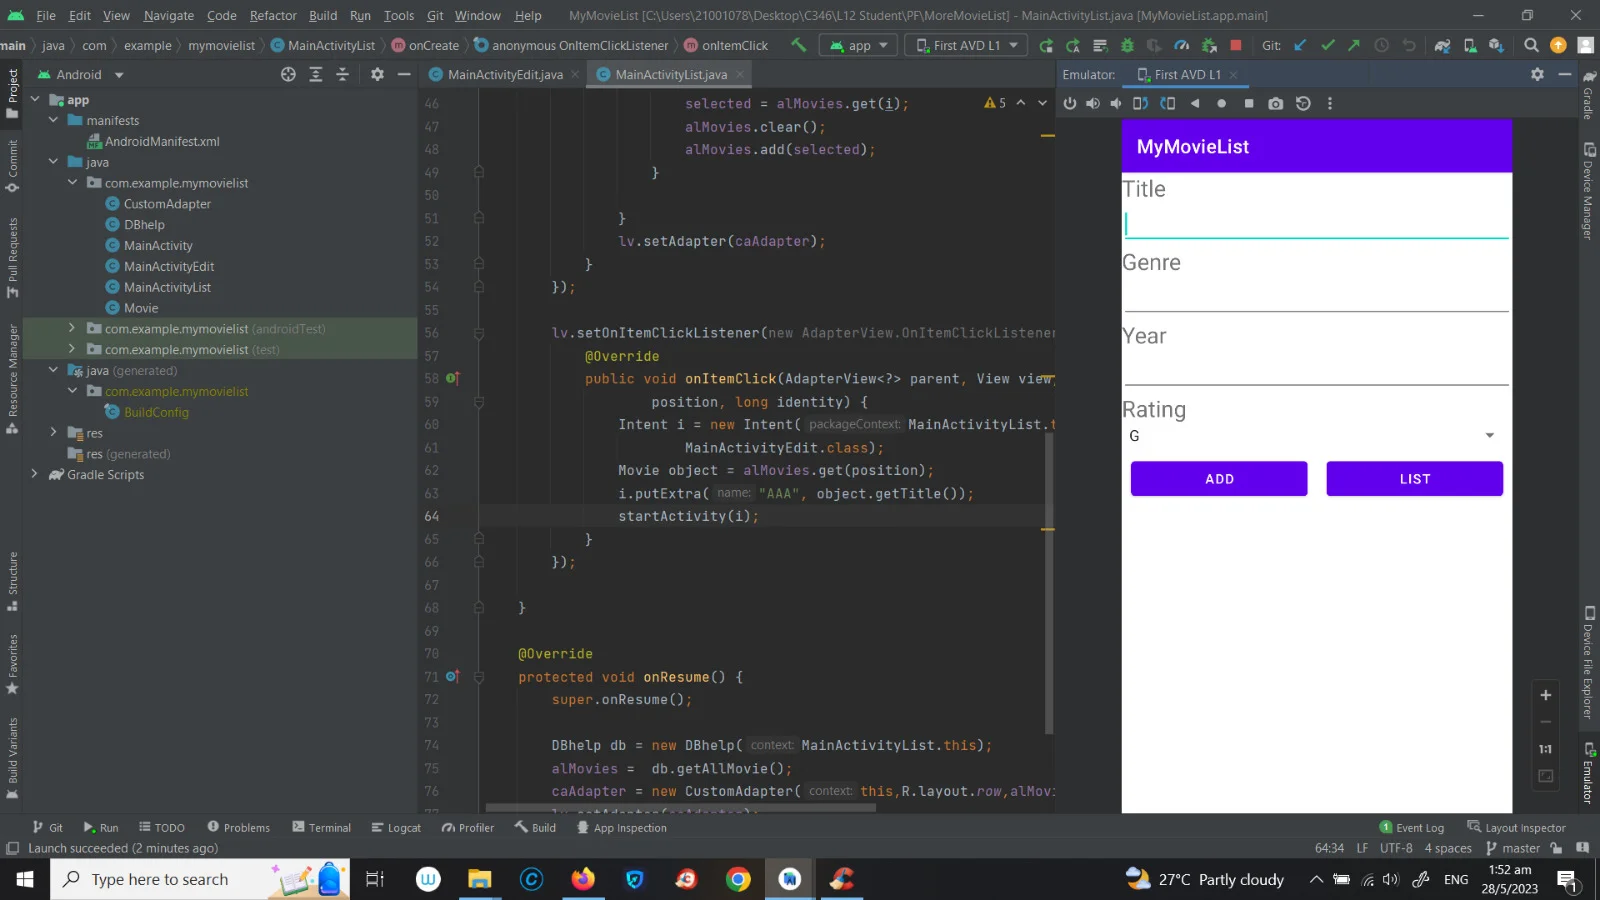 File Edit View Navigate Code Refactor Build Run Tools Git Window Help MyMovieList [C:\Users\21001078\Desktop\C346\L12 Student\PF\MoreMovieList] - MainActivityList.java [MyMovieList.app.main]
main java com example mymovielist MainActivityList onCreate anonymous OnItemClickListener onItemClick app First AVD L1 Git:
Android
MainActivityEdit.java MainActivityList.java
Emulator: First AVD L1
Project
Commit
Pull Requests
Resource Manager
Structure
Favorites
Build Variants
app
manifests
AndroidManifest.xml
java
com.example.mymovielist
CustomAdapter
DBhelp
MainActivity
MainActivityEdit
MainActivityList
Movie
com.example.mymovielist (androidTest)
com.example.mymovielist (test)
java (generated)
com.example.mymovielist
BuildConfig
res
res (generated)
Gradle Scripts
5
46 selected = alMovies.get(i);
47 alMovies.clear();
48 alMovies.add(selected);
49 }
50
51 }
52 lv.setAdapter(caAdapter);
53 }
54 });
55
56 lv.setOnItemClickListener(new AdapterView.OnItemClickListener
57 @Override
58 public void onItemClick(AdapterView<?> parent, View view,
59 position, long identity) {
60 Intent i = new Intent( packageContext: MainActivityList.t
61 MainActivityEdit.class);
62 Movie object = alMovies.get(position);
63 i.putExtra( name: "AAA", object.getTitle());
64 startActivity(i);
65 }
66 });
67
68 }
69
70 @Override
71 protected void onResume() {
72 super.onResume();
73
74 DBhelp db = new DBhelp( context: MainActivityList.this);
75 alMovies = db.getAllMovie();
76 caAdapter = new CustomAdapter( context: this,R.layout.row,alMovi
MyMovieList
Title
Genre
Year
Rating
G
ADD LIST
1:1
Gradle
Device Manager
Device File Explorer
Emulator
Git Run TODO Problems Terminal Logcat Profiler Build App Inspection 1 Event Log Layout Inspector
Launch succeeded (2 minutes ago) 64:34 LF UTF-8 4 spaces master
Type here to search 27°C Partly cloudy ENG
1:52 am
28/5/2023
1